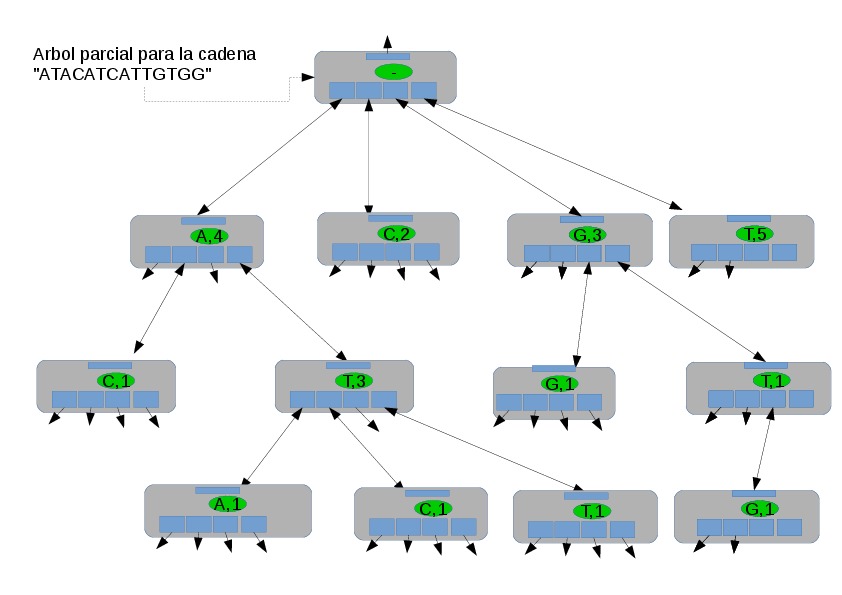 Arbol parcial para la cadena
"ATACATCATTGTGG"
-
A,4
C,2
G,3
T,5
C,1
T,3
G,1
T,1
A,1
C,1
T,1
G,1